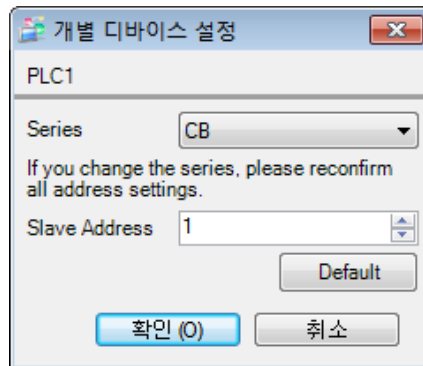 개별 디바이스 설정
PLC1
Series CB
If you change the series, please reconfirm
all address settings.
Slave Address 1
Default
확인 (O) 취소